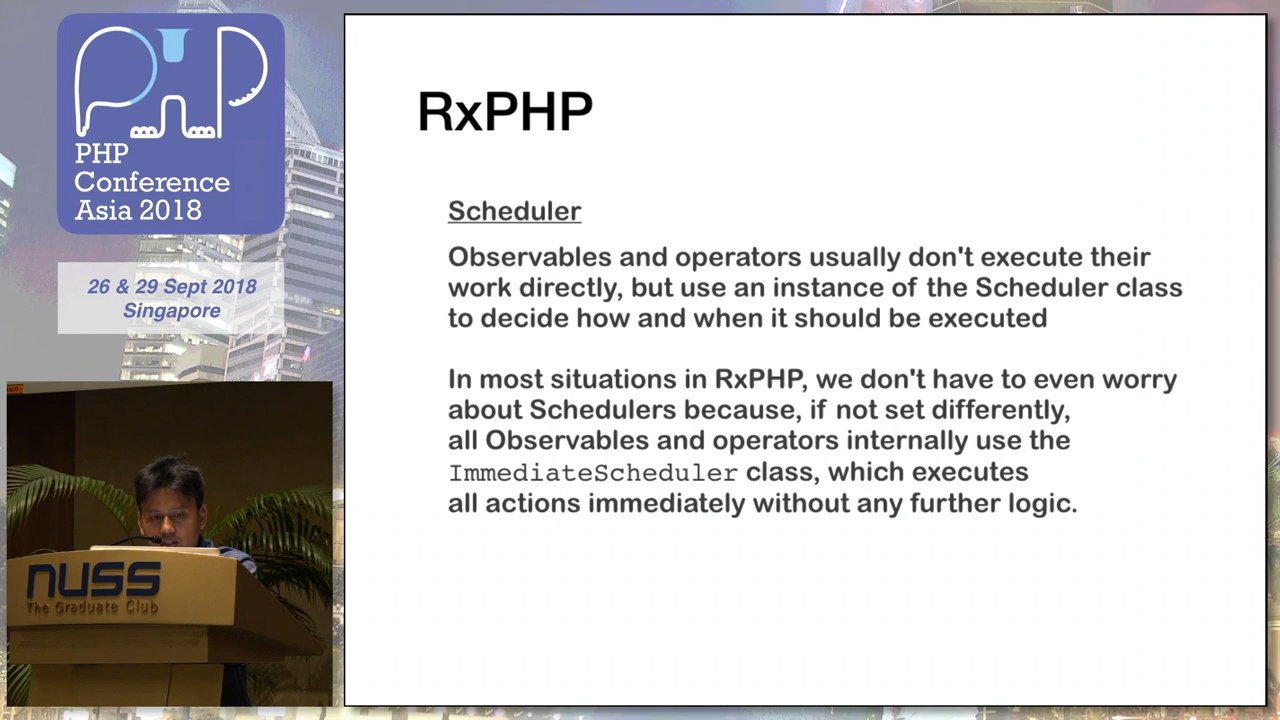 PHP
Conference
Asia 2018
26 & 29 Sept 2018
Singapore
nuss
The Graduate Club
RxPHP
Scheduler
Observables and operators usually don't execute their
work directly, but use an instance of the Scheduler class
to decide how and when it should be executed
In most situations in RxPHP, we don't have to even worry
about Schedulers because, if not set differently,
all Observables and operators internally use the
ImmediateScheduler class, which executes
all actions immediately without any further logic.